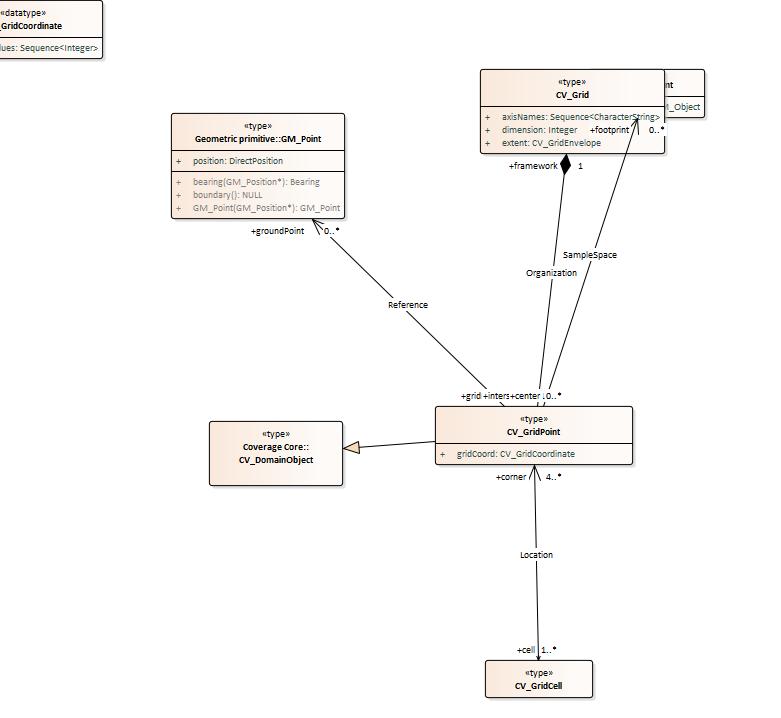 «datatype»
_GridCoordinate
lues: Sequence<Integer>
«type»
CV_Grid
+ axisNames: Sequence<CharacterString>
+ dimension: Integer
+ extent: CV_GridEnvelope
nt
_Object
+footprint 0..*
+framework 1
«type»
Geometric primitive::GM_Point
+ position: DirectPosition
+ bearing(GM_Position*): Bearing
+ boundary(): NULL
+ GM_Point(GM_Position*): GM_Point
+groundPoint 0..*
SampleSpace
Organization
Reference
+grid +inters+center 0..*
«type»
CV_GridPoint
+ gridCoord: CV_GridCoordinate
«type»
Coverage Core::
CV_DomainObject
+corner 4..*
Location
+cell 1..*
«type»
CV_GridCell